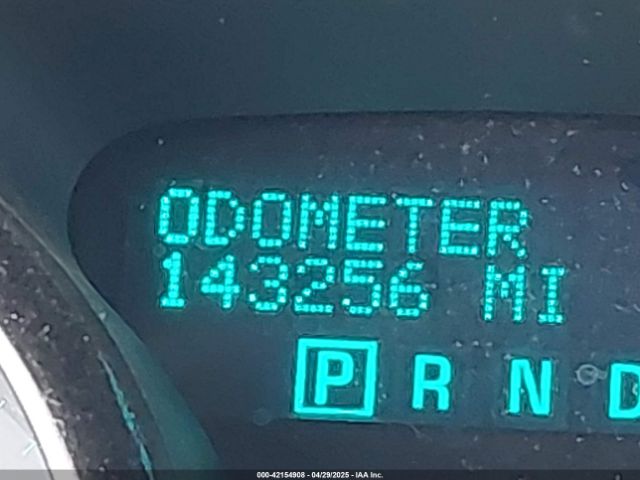 ODOMETER
143256 MI
P R N D
000-42154908 - 04/29/2025 - IAA Inc.